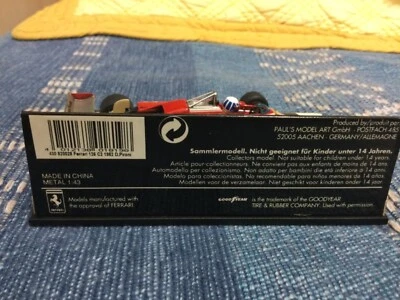 Produced by/produit par
PAUL'S MODEL ART GmbH · POSTFACH-485
52005 AACHEN - GERMANY/ALLEMAGNE
430 820028 Ferrari 126 C2 1982 D.Pironi
Sammlermodell. Nicht geeignet für Kinder unter 14 Jahren.
Collectors model. Not suitable for children under 14 years.
Article pour collectionneurs. Ne convient pas aux enfants de moins de 14 ans.
Modello per collezionisti. Non adatto per bambini di età inferiore a 14 anni.
Modelo para coleccionistas. No recomendable para niños menores de 14 años.
Modellen voor verzamelaar. Niet geschikt voor kinderen onder 14 jaar.
MADE IN CHINA
METAL 1:43
Models manufactured with
the approval of FERRARI.
GOODYEAR
is the trademark of the GOODYEAR
TIRE & RUBBER COMPANY. Used with permission.